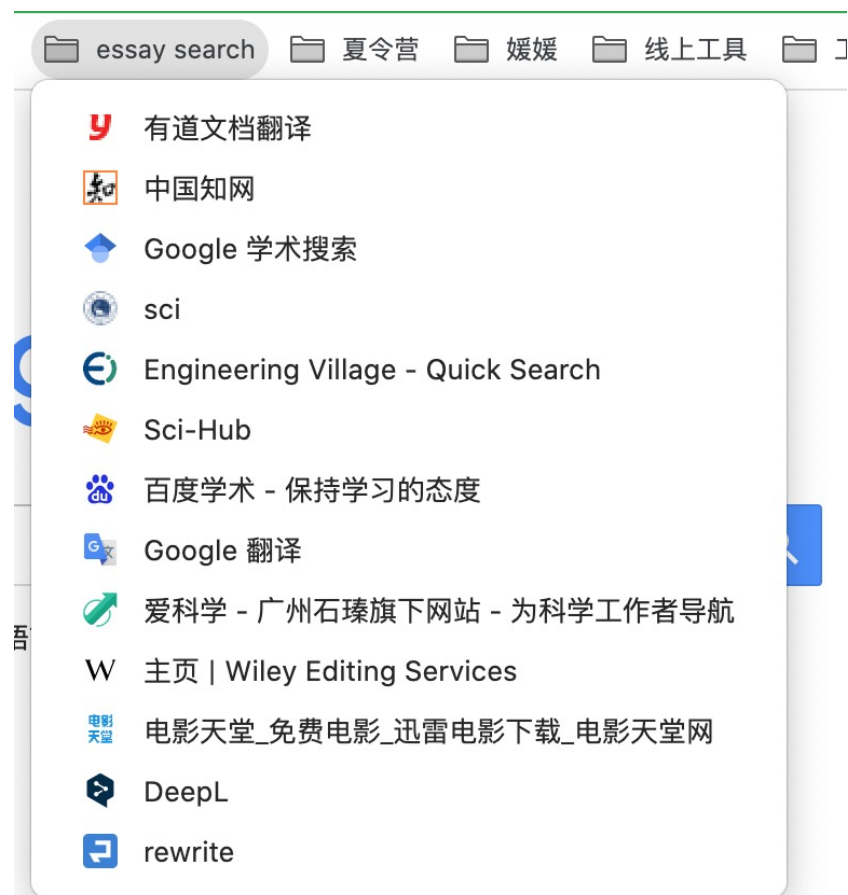 essay search 夏令营 媛媛 线上工具
有道文档翻译
中国知网
Google 学术搜索
sci
Engineering Village - Quick Search
Sci-Hub
百度学术 - 保持学习的态度
Google 翻译
爱科学 - 广州石瑧旗下网站 - 为科学工作者导航
主页 | Wiley Editing Services
电影天堂_免费电影_迅雷电影下载_电影天堂网
DeepL
rewrite